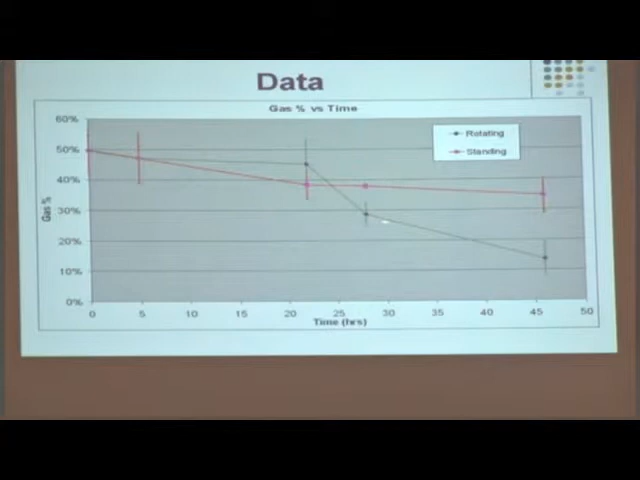 Data
Gas % vs Time
60%
50%
40%
30%
20%
10%
0%
Gas %
Rotating
Standing
0 5 10 15 20 25 30 35 40 45 50
Time (hrs)